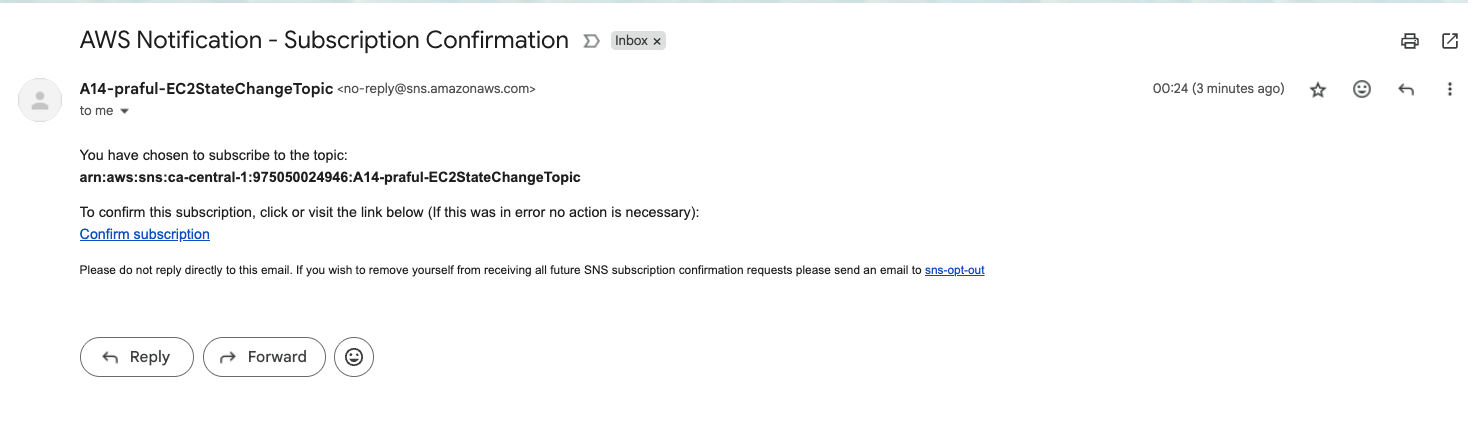 AWS Notification - Subscription Confirmation Inbox ×
A14-praful-EC2StateChangeTopic <no-reply@sns.amazonaws.com> 00:24 (3 minutes ago)
to me
You have chosen to subscribe to the topic:
arn:aws:sns:ca-central-1:975050024946:A14-praful-EC2StateChangeTopic
To confirm this subscription, click or visit the link below (If this was in error no action is necessary):
Confirm subscription
Please do not reply directly to this email. If you wish to remove yourself from receiving all future SNS subscription confirmation requests please send an email to sns-opt-out
Reply Forward